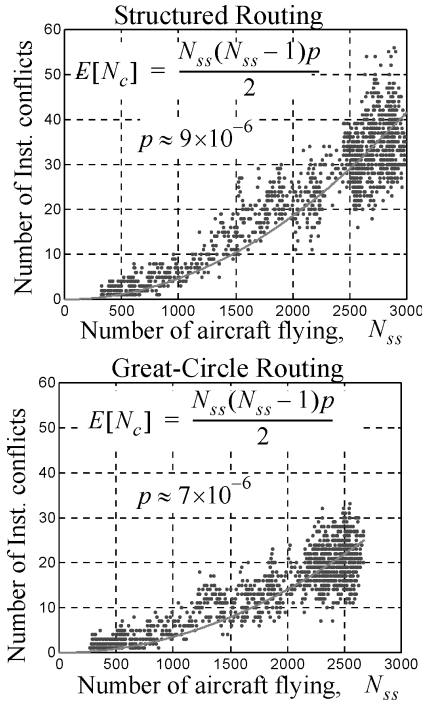 Structured Routing
60
50
40
30
20
10
0
Number of Inst. conflicts
E[N_c] = N_ss(N_ss − 1)p / 2
p ≈ 9×10^−6
0 500 1000 1500 2000 2500 3000
Number of aircraft flying, N_ss
Great-Circle Routing
60
50
40
30
20
10
0
Number of Inst. conflicts
E[N_c] = N_ss(N_ss − 1)p / 2
p ≈ 7×10^−6
0 500 1000 1500 2000 2500 3000
Number of aircraft flying, N_ss